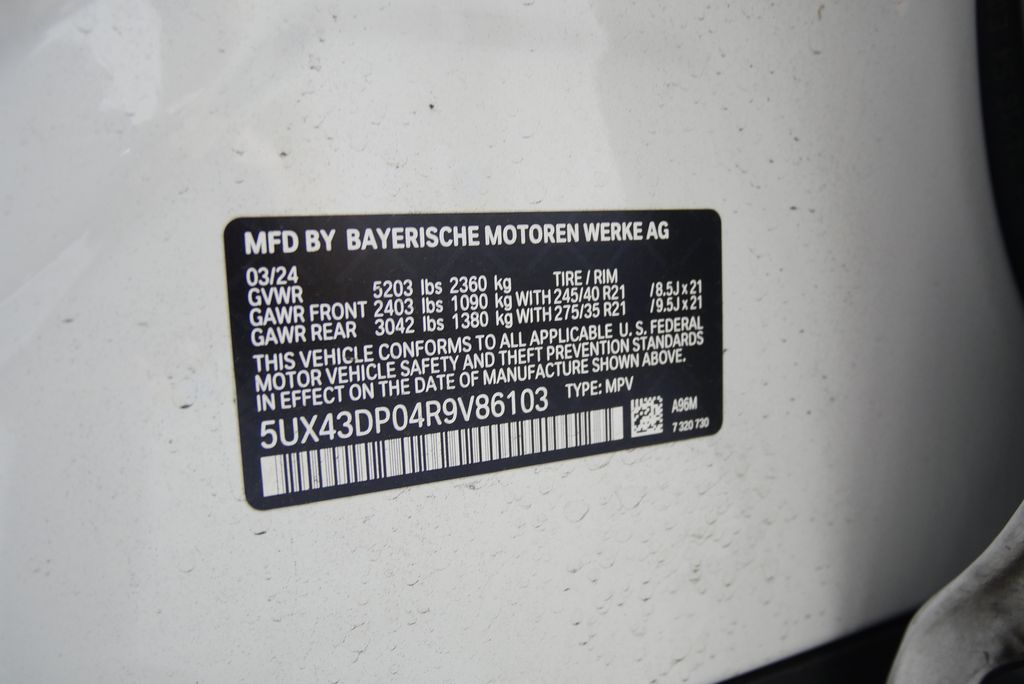 MFD BY BAYERISCHE MOTOREN WERKE AG
03/24
GVWR 5203 lbs 2360 kg TIRE / RIM
GAWR FRONT 2403 lbs 1090 kg WITH 245/40 R21 / 8.5J x 21
GAWR REAR 3042 lbs 1380 kg WITH 275/35 R21 / 9.5J x 21
THIS VEHICLE CONFORMS TO ALL APPLICABLE U. S. FEDERAL
MOTOR VEHICLE SAFETY AND THEFT PREVENTION STANDARDS
IN EFFECT ON THE DATE OF MANUFACTURE SHOWN ABOVE.
5UX43DP04R9V86103 TYPE: MPV
A96M
7 320 730